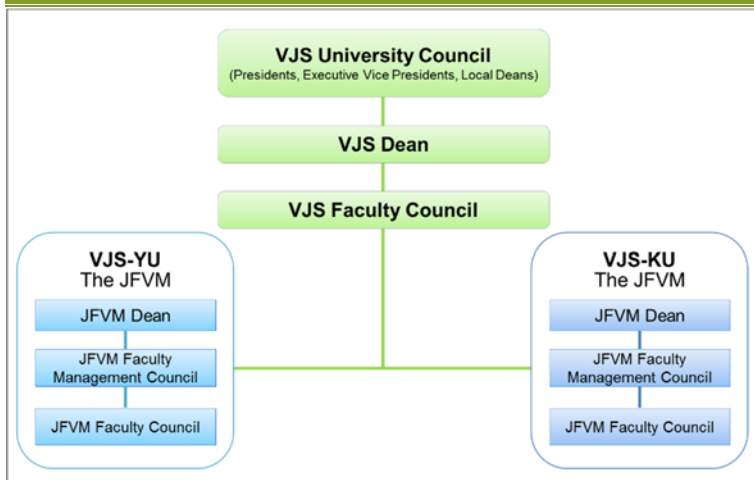 VJS University Council
(Presidents, Executive Vice Presidents, Local Deans)
VJS Dean
VJS Faculty Council
VJS-YU
The JFVM
JFVM Dean
JFVM Faculty
Management Council
JFVM Faculty Council
VJS-KU
The JFVM
JFVM Dean
JFVM Faculty
Management Council
JFVM Faculty Council